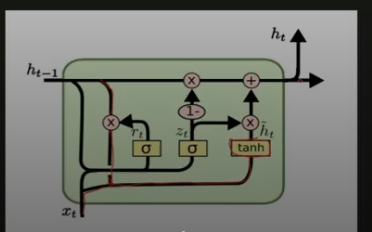 h_t
h_{t-1}
× +
1-
× r_t z_t × h̃_t
σ σ tanh
x_t